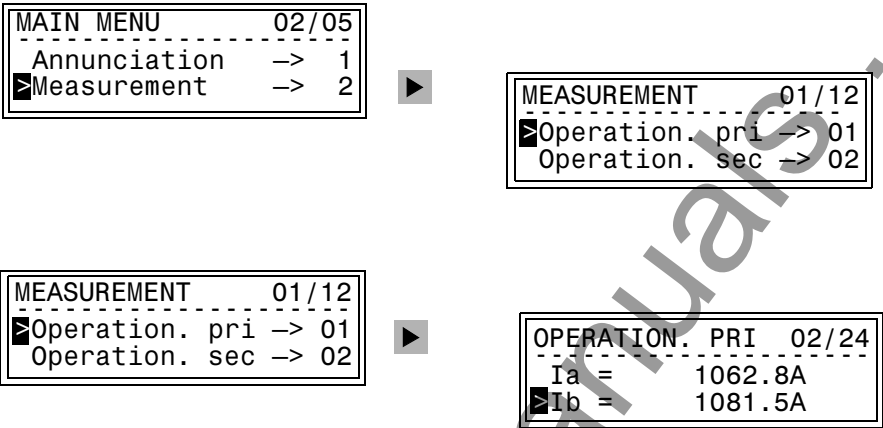 MAIN MENU 02/05
Annunciation —> 1
>Measurement —> 2
MEASUREMENT 01/12
>Operation. pri —> 01
Operation. sec —> 02
MEASUREMENT 01/12
>Operation. pri —> 01
Operation. sec —> 02
OPERATION. PRI 02/24
Ia = 1062.8A
>Ib = 1081.5A